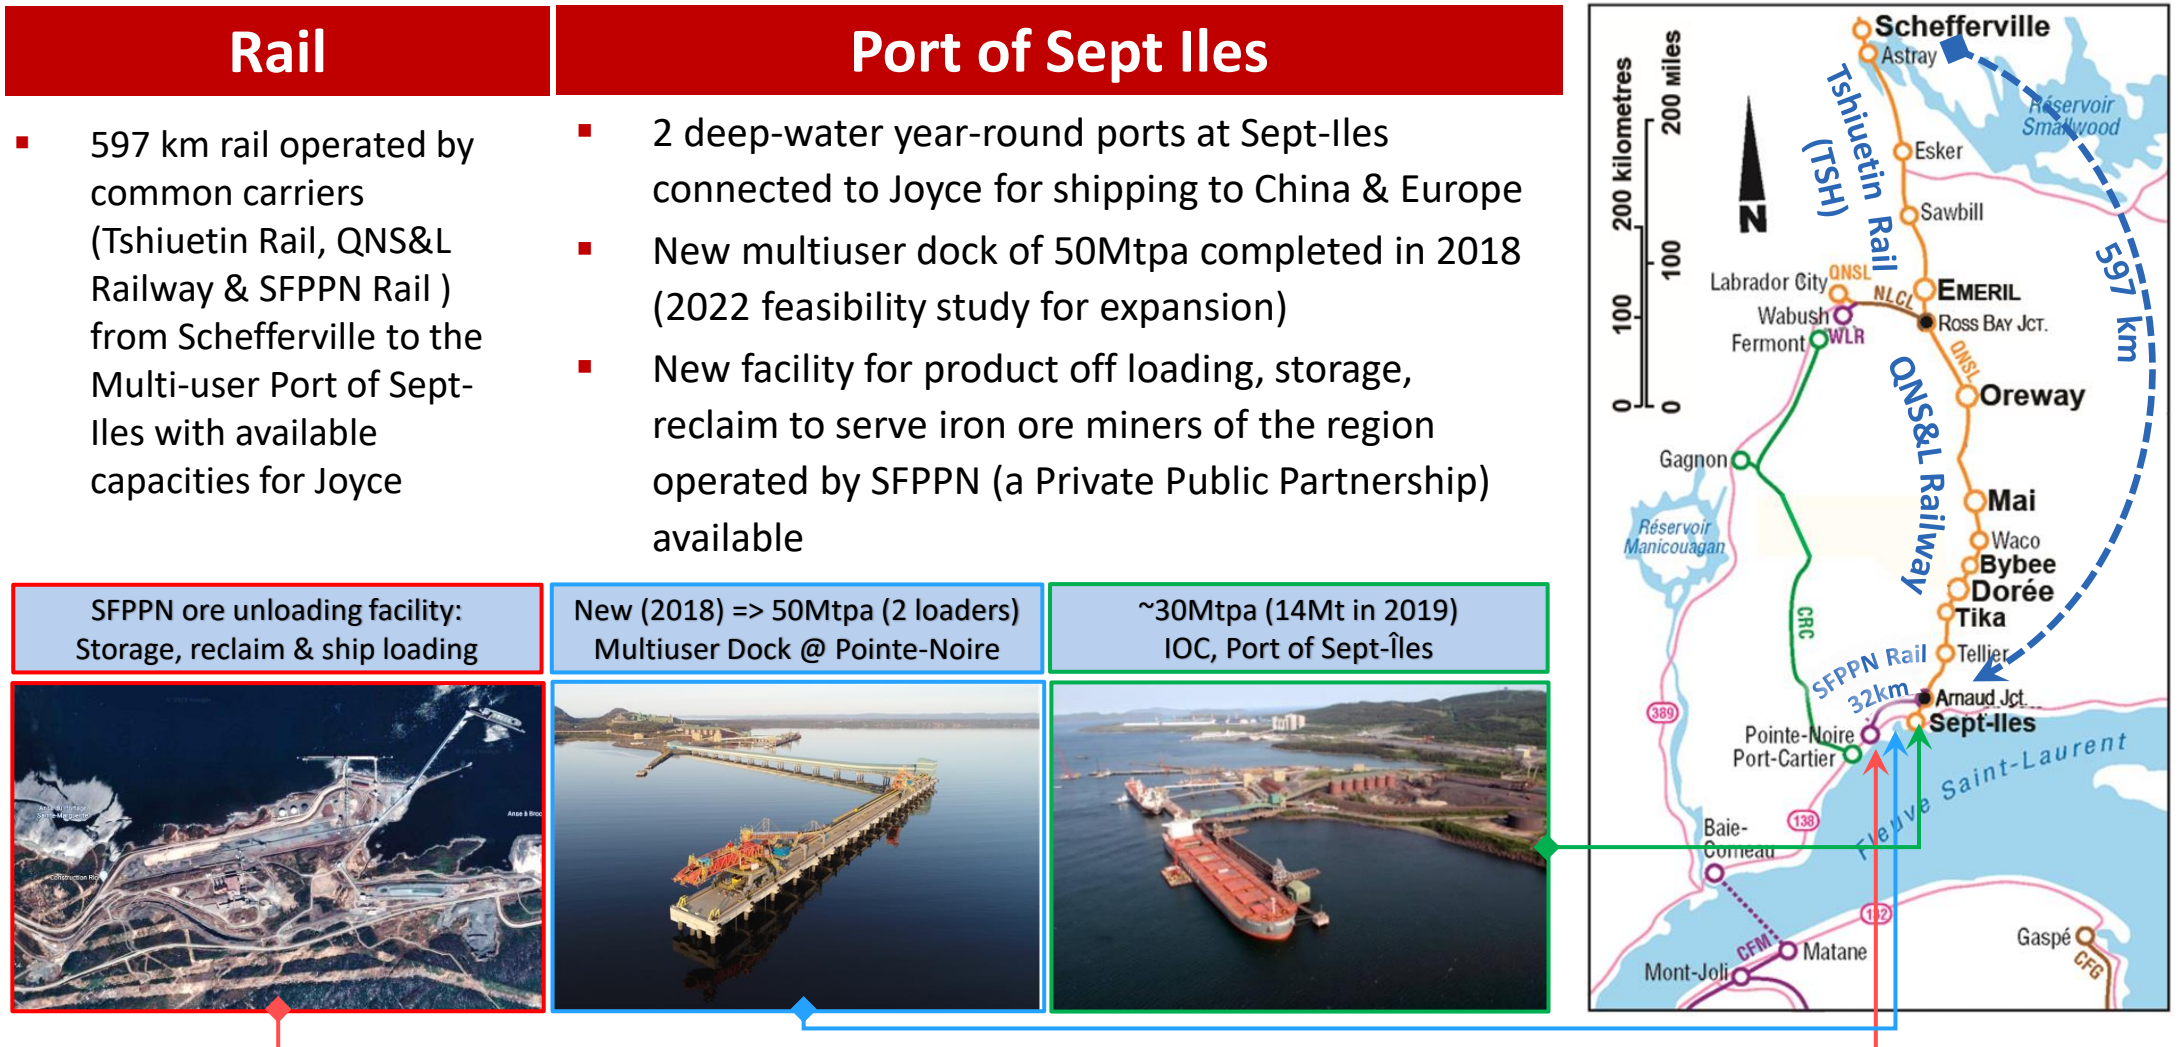 Rail
597 km rail operated by
common carriers
(Tshiuetin Rail, QNS&L
Railway & SFPPN Rail )
from Schefferville to the
Multi-user Port of Sept-
Iles with available
capacities for Joyce
Port of Sept Iles
2 deep-water year-round ports at Sept-Iles
connected to Joyce for shipping to China & Europe
New multiuser dock of 50Mtpa completed in 2018
(2022 feasibility study for expansion)
New facility for product off loading, storage,
reclaim to serve iron ore miners of the region
operated by SFPPN (a Private Public Partnership)
available
SFPPN ore unloading facility:
Storage, reclaim & ship loading
New (2018) => 50Mtpa (2 loaders)
Multiuser Dock @ Pointe-Noire
~30Mtpa (14Mt in 2019)
IOC, Port of Sept-Îles
Construction
Schefferville
Astray
Réservoir
Smallwood
Tshiuetin Rail
(TSH)
Esker
Sawbill
200 kilometres
100
0
200 Miles
100
0
N
597 km
Labrador City
QNSL
NLCL
EMERIL
Wabush
WLR
ROSS BAY JCT.
Fermont
QNSL
QNS&L Railway
Oreway
Gagnon
Mai
Réservoir
Manicouagan
Waco
Bybee
Dorée
Tika
CRC
Tellier
SFPPN Rail
32km
Arnaud Jct.
389
Sept-Iles
Pointe-Noire
Port-Cartier
Fleuve Saint-Laurent
138
Baie-
Comeau
132
CFM
Matane
Mont-Joli
Gaspé
CFG